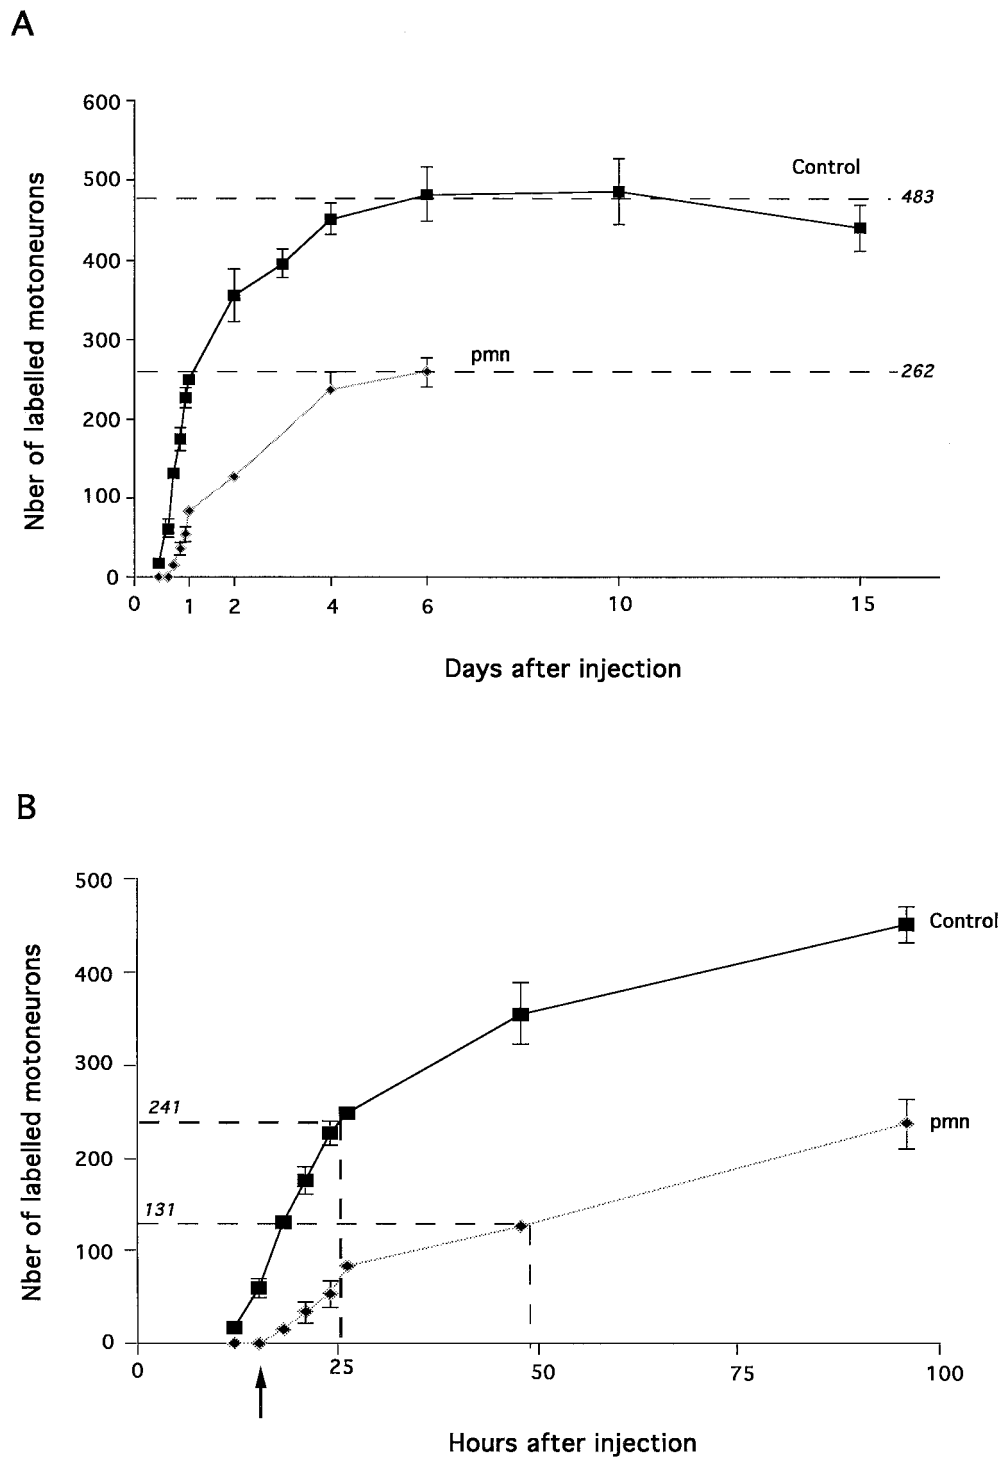 A
Nber of labelled motoneurons
600
500
400
300
200
100
0
Control
483
pmn
262
0 1 2 4 6 10 15
Days after injection
B
Nber of labelled motoneurons
500
400
300
200
100
0
241
131
Control
pmn
0 25 50 75 100
Hours after injection